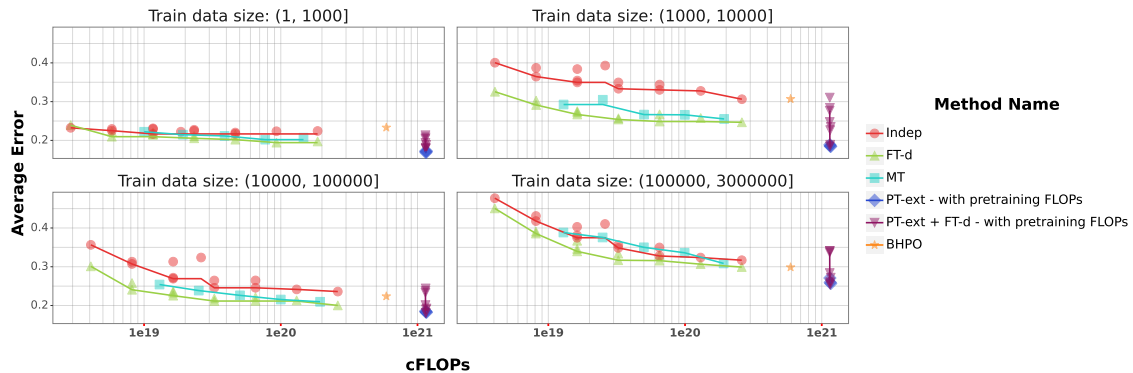 Train data size: (1, 1000]
Train data size: (1000, 10000]
0.4
0.3
0.2
Average Error
Train data size: (10000, 100000]
Train data size: (100000, 3000000]
0.4
0.3
0.2
1e19
1e20
1e21
1e19
1e20
1e21
cFLOPs
Method Name
Indep
FT-d
MT
PT-ext - with pretraining FLOPs
PT-ext + FT-d - with pretraining FLOPs
BHPO